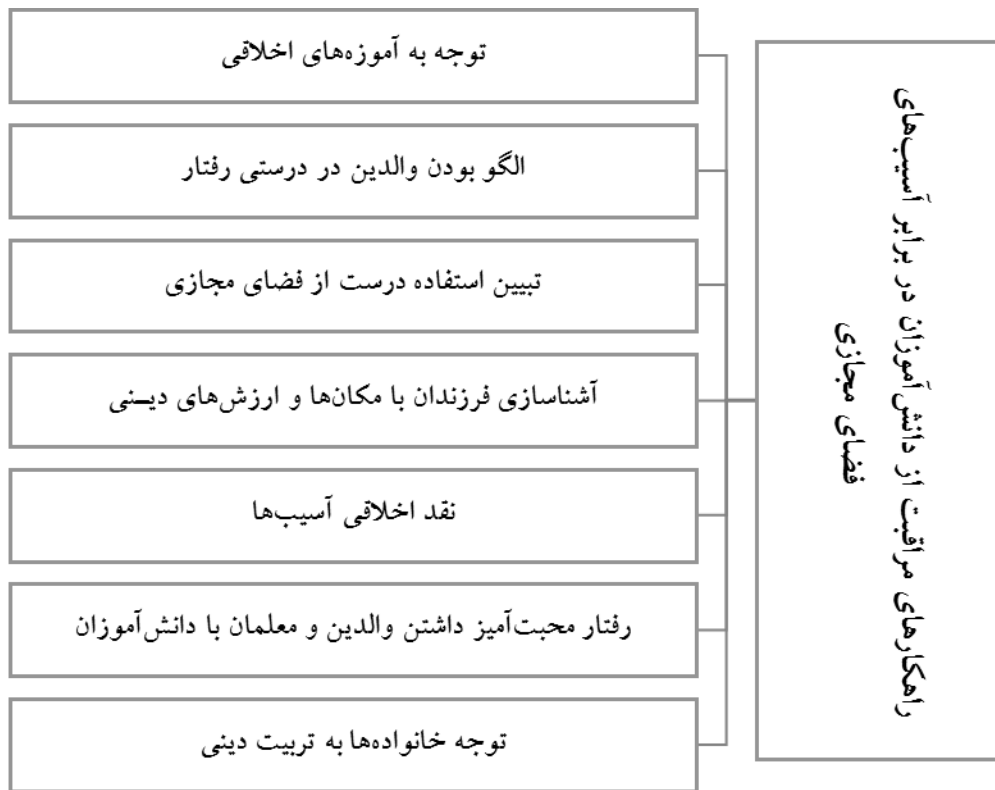 راهکارهای مراقبت از دانش‌آموزان در برابر آسیب‌های
فضای مجازی
توجه به آموزه‌های اخلاقی
الگو بودن والدین در درستی رفتار
تبیین استفاده درست از فضای مجازی
آشناسازی فرزندان با مکان‌ها و ارزش‌های دیـنی
نقد اخلاقی آسیب‌ها
رفتار محبت‌آمیز داشتن والدین و معلمان با دانش‌آموزان
توجه خانواده‌ها به تربیت دینی